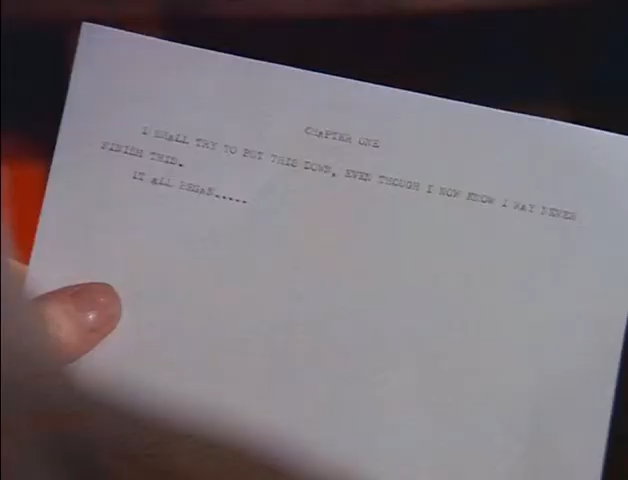 CHAPTER ONE
I SHALL TRY TO PUT THIS DOWN, EVEN THOUGH I NOW KNOW I MAY NEVER
FINISH THIS.
IT ALL BEGAN.....